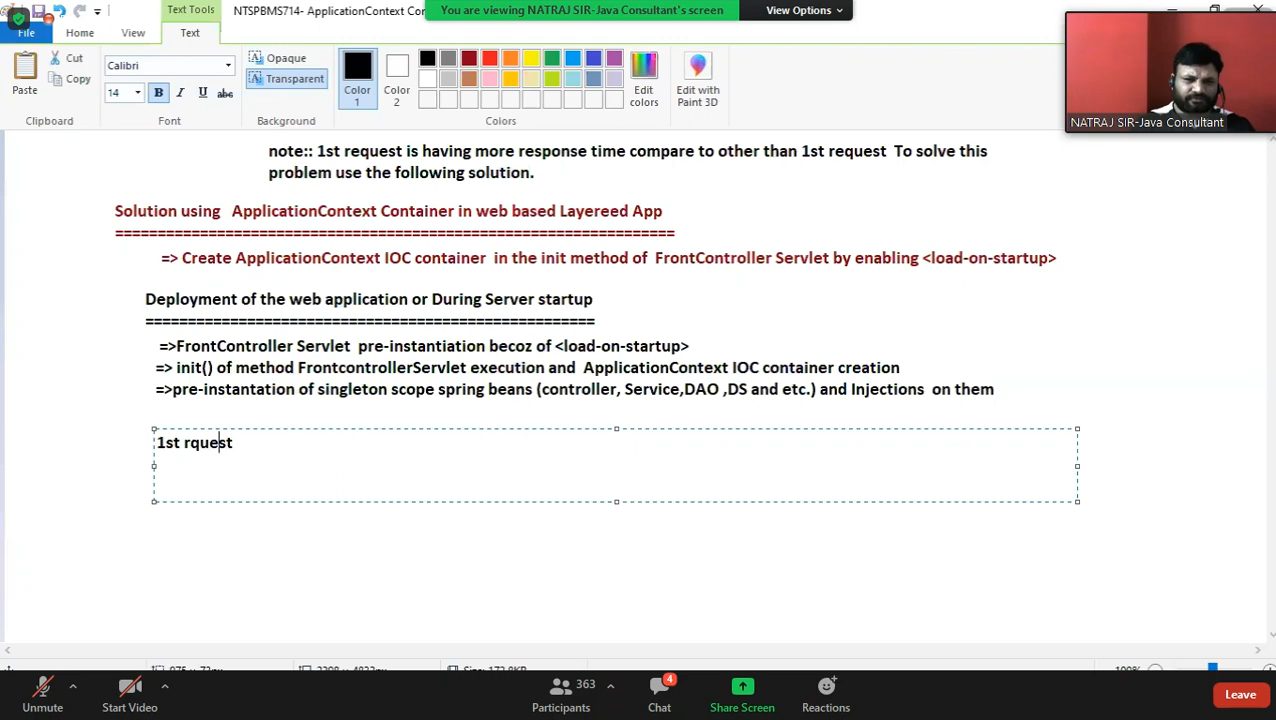 Text Tools
NTSPBMS714- ApplicationContext Cor
You are viewing NATRAJ SIR-Java Consultant's screen
View Options
File
Home
View
Text
Paste
Cut
Copy
Calibri
14
B
I
U
abc
Opaque
Transparent
Color
1
Color
2
Edit
colors
Edit with
Paint 3D
Clipboard
Font
Background
Colors
NATRAJ SIR-Java Consultant
note:: 1st request is having more response time compare to other than 1st request To solve this
problem use the following solution.
Solution using ApplicationContext Container in web based Layereed App
==================================================================
=> Create ApplicationContext IOC container in the init method of FrontController Servlet by enabling <load-on-startup>
Deployment of the web application or During Server startup
=====================================================
=>FrontController Servlet pre-instantiation becoz of <load-on-startup>
=> init() of method FrontcontrollerServlet execution and ApplicationContext IOC container creation
=>pre-instantation of singleton scope spring beans (controller, Service,DAO ,DS and etc.) and Injections on them
1st rquest
100%
Unmute
Start Video
363
Participants
4
Chat
Share Screen
Reactions
Leave